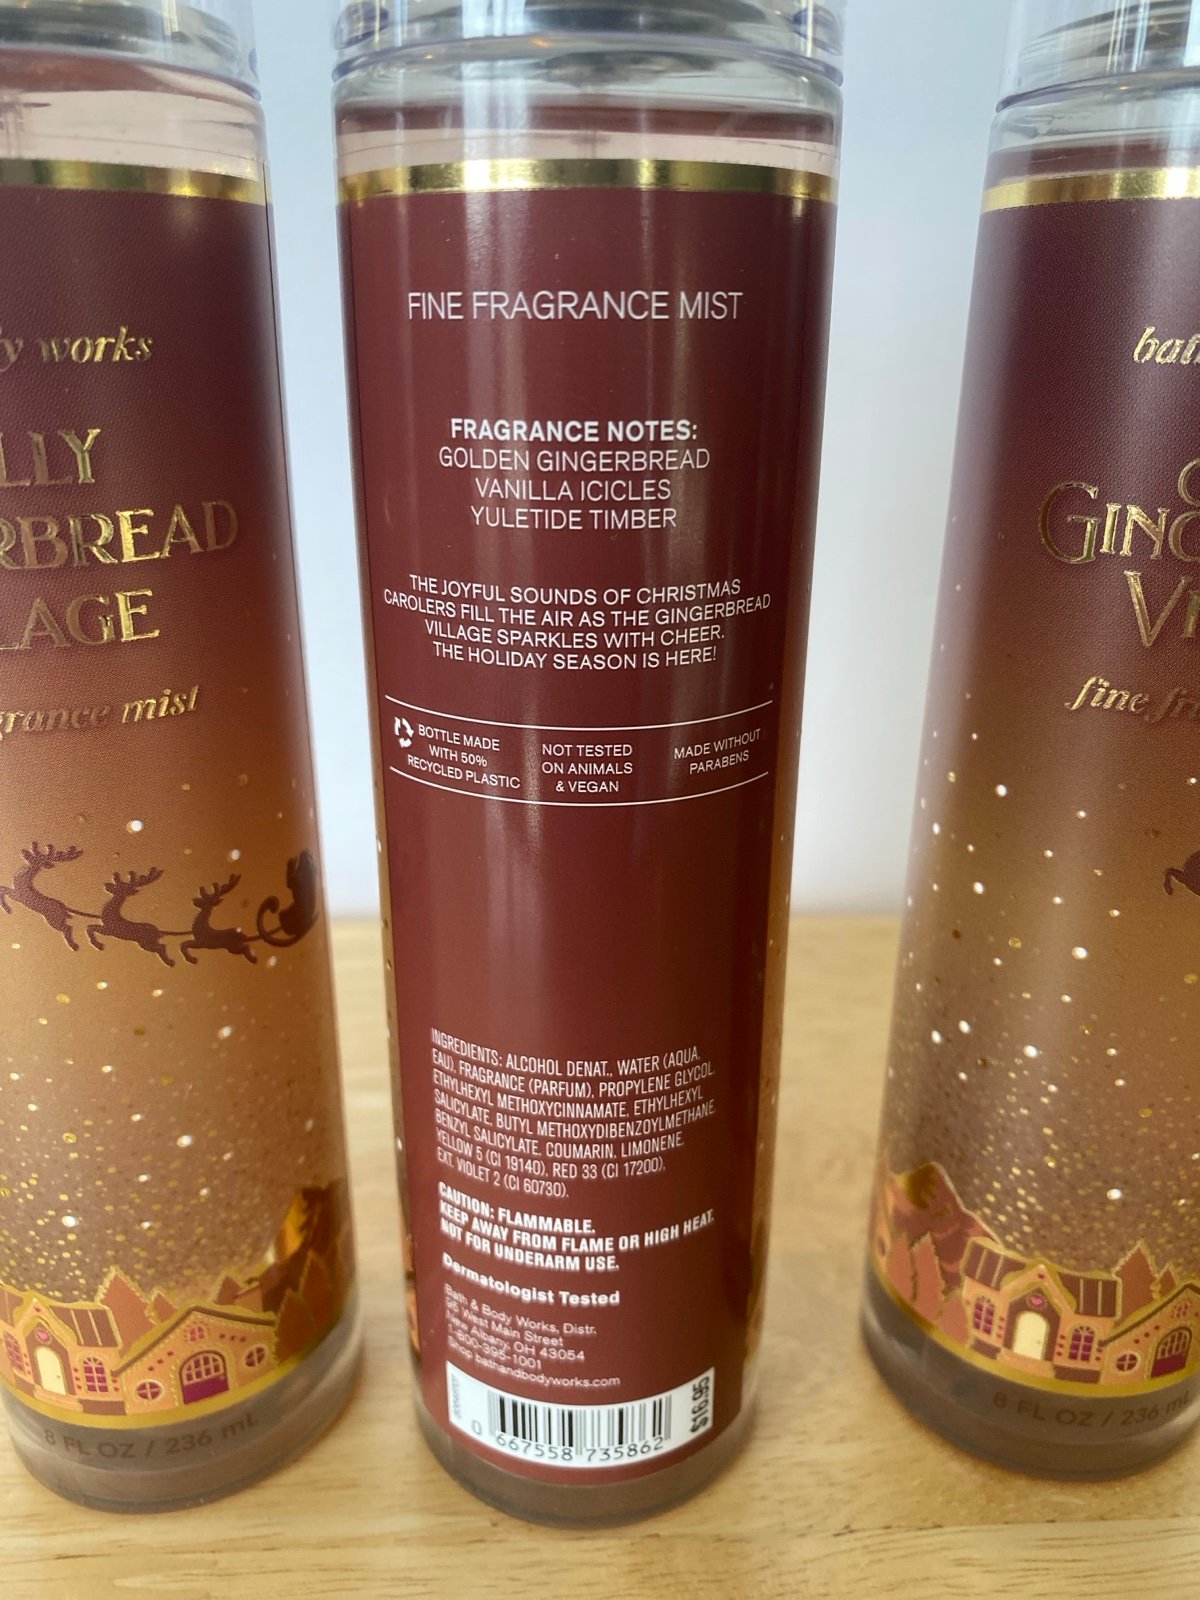 works
LLY
RBREAD
LAGE
mist
8 FL OZ / 236 mL
FINE FRAGRANCE MIST
FRAGRANCE NOTES:
GOLDEN GINGERBREAD
VANILLA ICICLES
YULETIDE TIMBER
THE JOYFUL SOUNDS OF CHRISTMAS
CAROLERS FILL THE AIR AS THE GINGERBREAD
VILLAGE SPARKLES WITH CHEER.
THE HOLIDAY SEASON IS HERE!
BOTTLE MADE
WITH 50%
RECYCLED PLASTIC
NOT TESTED
ON ANIMALS
& VEGAN
MADE WITHOUT
PARABENS
INGREDIENTS: ALCOHOL DENAT., WATER (AQUA,
EAU), FRAGRANCE (PARFUM), PROPYLENE GLYCOL,
ETHYLHEXYL METHOXYCINNAMATE, ETHYLHEXYL
SALICYLATE, BUTYL METHOXYDIBENZOYLMETHANE,
BENZYL SALICYLATE, COUMARIN, LIMONENE,
YELLOW 5 (CI 19140), RED 33 (CI 17200),
EXT. VIOLET 2 (CI 60730).
CAUTION: FLAMMABLE.
KEEP AWAY FROM FLAME OR HIGH HEAT.
NOT FOR UNDERARM USE.
Dermatologist Tested
Bath & Body Works, Distr.
95 West Main Street
New Albany, OH 43054
1-800-395-1001
Shop bathandbodyworks.com
$16.95
0 667558 735862
bat
GING
VI
fine fr
8 FL OZ / 236 m